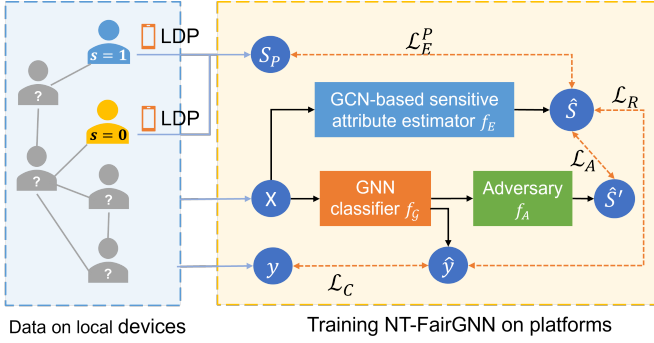 s = 1
LDP
s = 0
LDP
?
?
?
?
Data on local devices
S_P
ℒ_E^P
GCN-based sensitive
attribute estimator f_E
Ŝ
ℒ_R
ℒ_A
X
GNN
classifier f_𝒢
Adversary
f_A
Ŝ′
y
ℒ_C
ŷ
Training NT-FairGNN on platforms